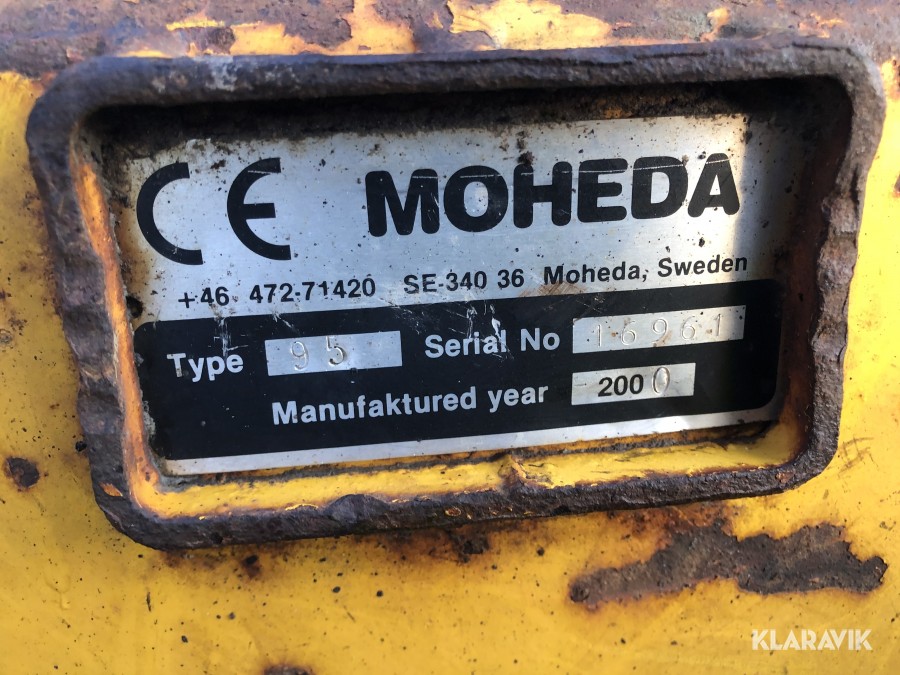 CE MOHEDA
+46 472-71420 SE-340 36 Moheda, Sweden
Type 95 Serial No 16961
Manufaktured year 2000
KLARAVIK